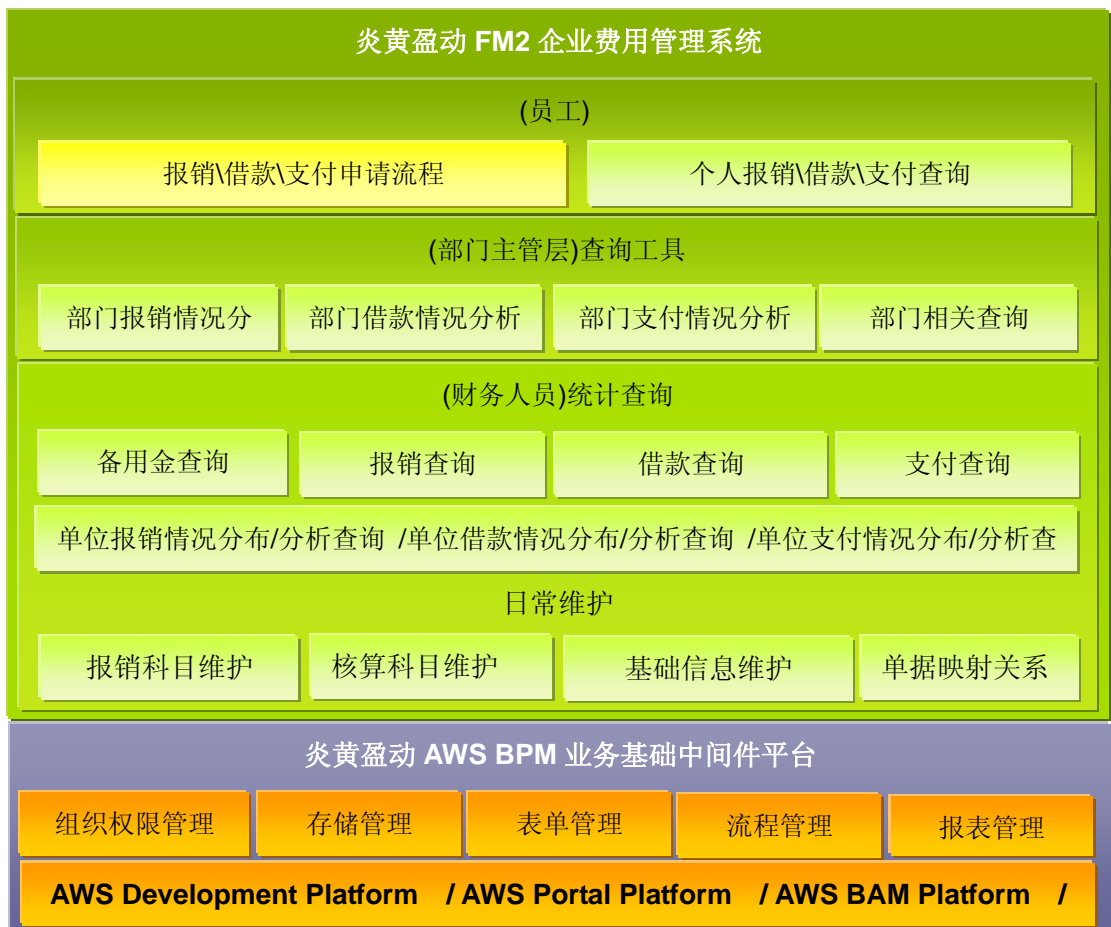 炎黄盈动 FM2 企业费用管理系统
(员工)
报销\借款\支付申请流程
个人报销\借款\支付查询
(部门主管层)查询工具
部门报销情况分
部门借款情况分析
部门支付情况分析
部门相关查询
(财务人员)统计查询
备用金查询
报销查询
借款查询
支付查询
单位报销情况分布/分析查询 /单位借款情况分布/分析查询 /单位支付情况分布/分析查
日常维护
报销科目维护
核算科目维护
基础信息维护
单据映射关系
炎黄盈动 AWS BPM 业务基础中间件平台
组织权限管理
存储管理
表单管理
流程管理
报表管理
AWS Development Platform / AWS Portal Platform / AWS BAM Platform /